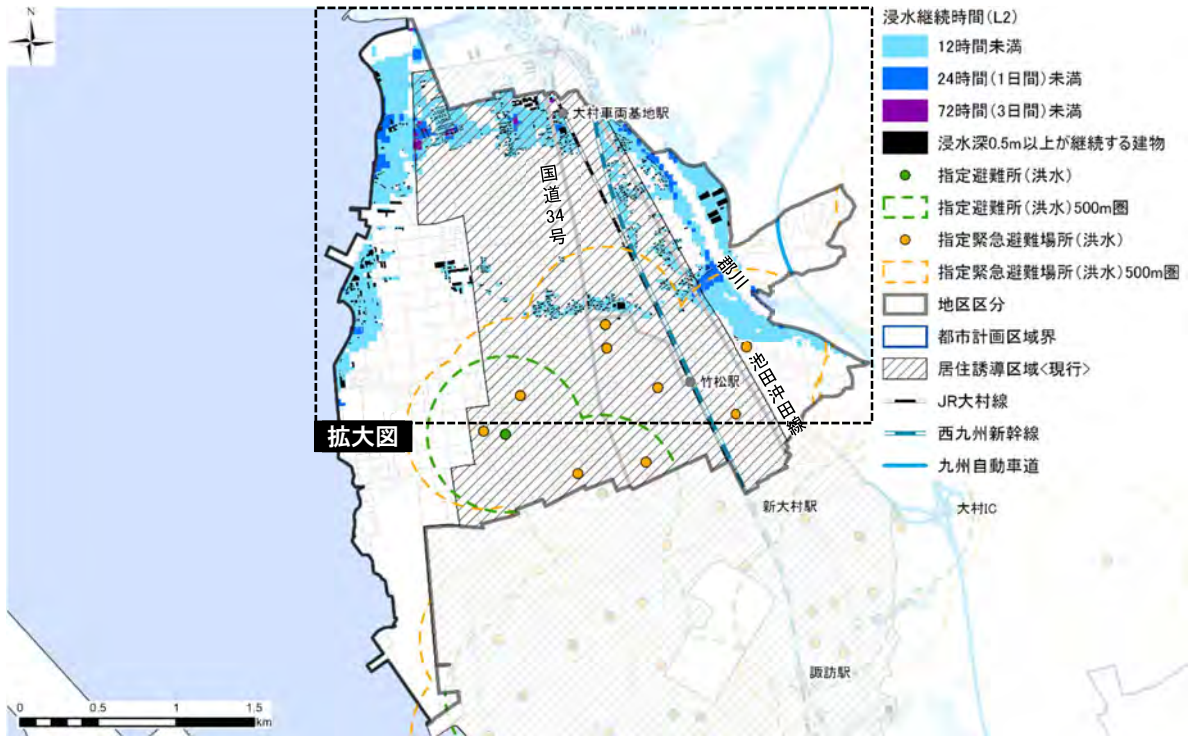 N
大村車両基地駅
国道34号
郡川
竹松駅
池田沖田線
拡大図
新大村駅
大村IC
諏訪駅
0 0.5 1 1.5
km
浸水継続時間(L2)
12時間未満
24時間(1日間)未満
72時間(3日間)未満
浸水深0.5m以上が継続する建物
指定避難所(洪水)
指定避難所(洪水)500m圏
指定緊急避難場所(洪水)
指定緊急避難場所(洪水)500m圏
地区区分
都市計画区域界
居住誘導区域<現行>
JR大村線
西九州新幹線
九州自動車道